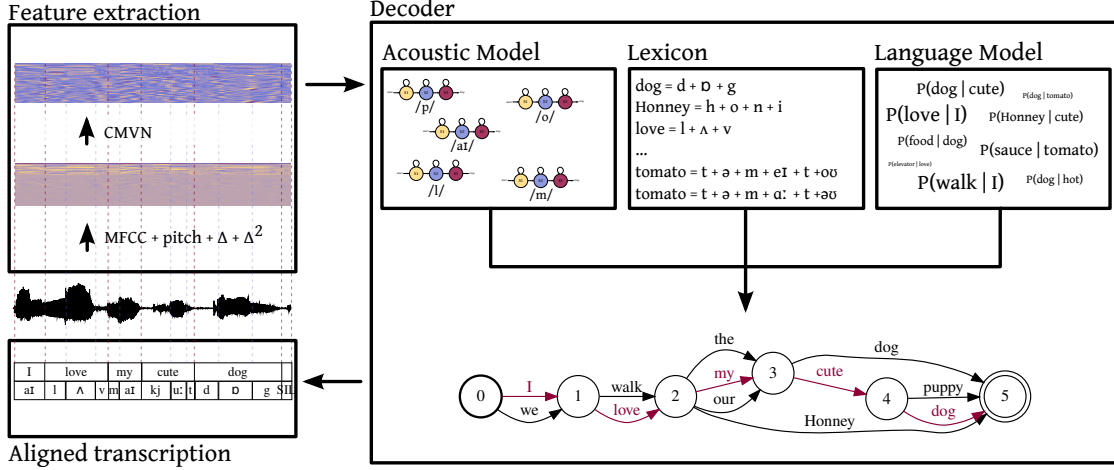 Feature extraction
CMVN
MFCC + pitch + Δ + Δ²
I love my cute dog
aɪ l ʌ v m aɪ kj uː t d ɒ g SIL
Aligned transcription
Decoder
Acoustic Model
/p/
/o/
/aɪ/
/l/
/m/
Lexicon
dog = d + ɒ + g
Honney = h + o + n + i
love = l + ʌ + v
...
tomato = t + ə + m + eɪ + t +oʊ
tomato = t + ə + m + ɑː + t +əʊ
Language Model
P(dog | cute)
P(dog | tomato)
P(love | I)
P(Honney | cute)
P(food | dog)
P(sauce | tomato)
P(elevator | love)
P(walk | I)
P(dog | hot)
0 I we 1 walk love 2 the my our 3 dog cute 4 puppy dog Honney 5